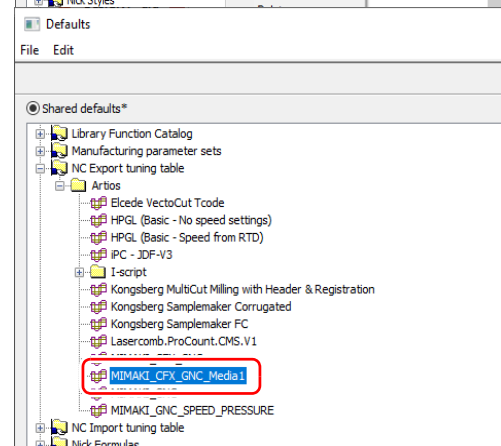 Nick Styles
Defaults
File Edit
Shared defaults*
Library Function Catalog
Manufacturing parameter sets
NC Export tuning table
Artios
Elcede VectoCut Tcode
HPGL (Basic - No speed settings)
HPGL (Basic - Speed from RTD)
iPC - JDF-V3
I-script
Kongsberg MultiCut Milling with Header & Registration
Kongsberg Samplemaker Corrugated
Kongsberg Samplemaker FC
Lasercomb.ProCount.CMS.V1
MIMAKI_CFX_GNC_Media1
MIMAKI_GNC_SPEED_PRESSURE
NC Import tuning table
Nick Formulas